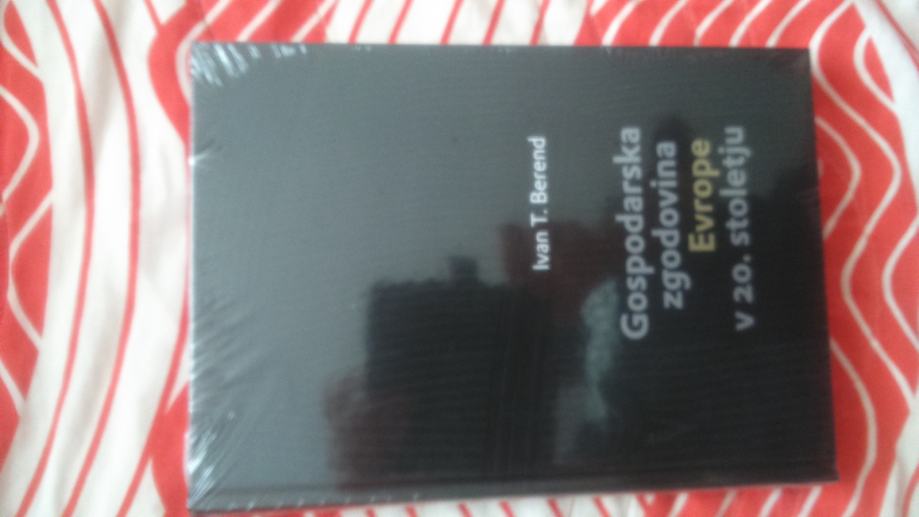 Ivan T. Berend
Gospodarska
zgodovina
Evrope
v 20. stoletju